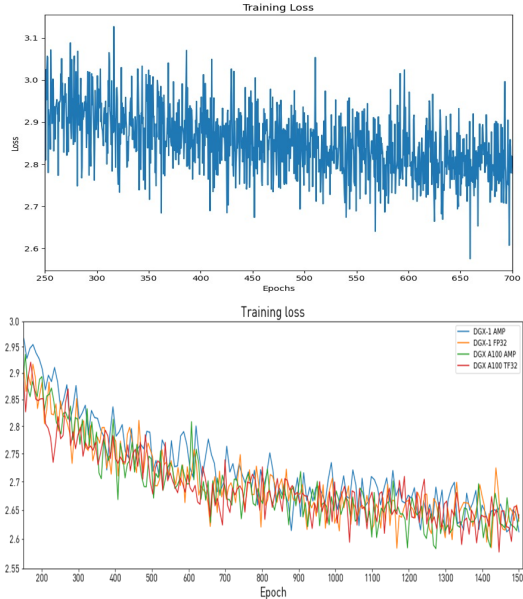 Training Loss
3.1
3.0
2.9
2.8
2.7
2.6
Loss
250 300 350 400 450 500 550 600 650 700
Epochs
Training loss
3.0
2.95
2.9
2.85
2.8
2.75
2.7
2.65
2.6
2.55
DGX-1 AMP
DGX-1 FP32
DGX A100 AMP
DGX A100 TF32
200 300 400 500 600 700 800 900 1000 1100 1200 1300 1400 150
Epoch